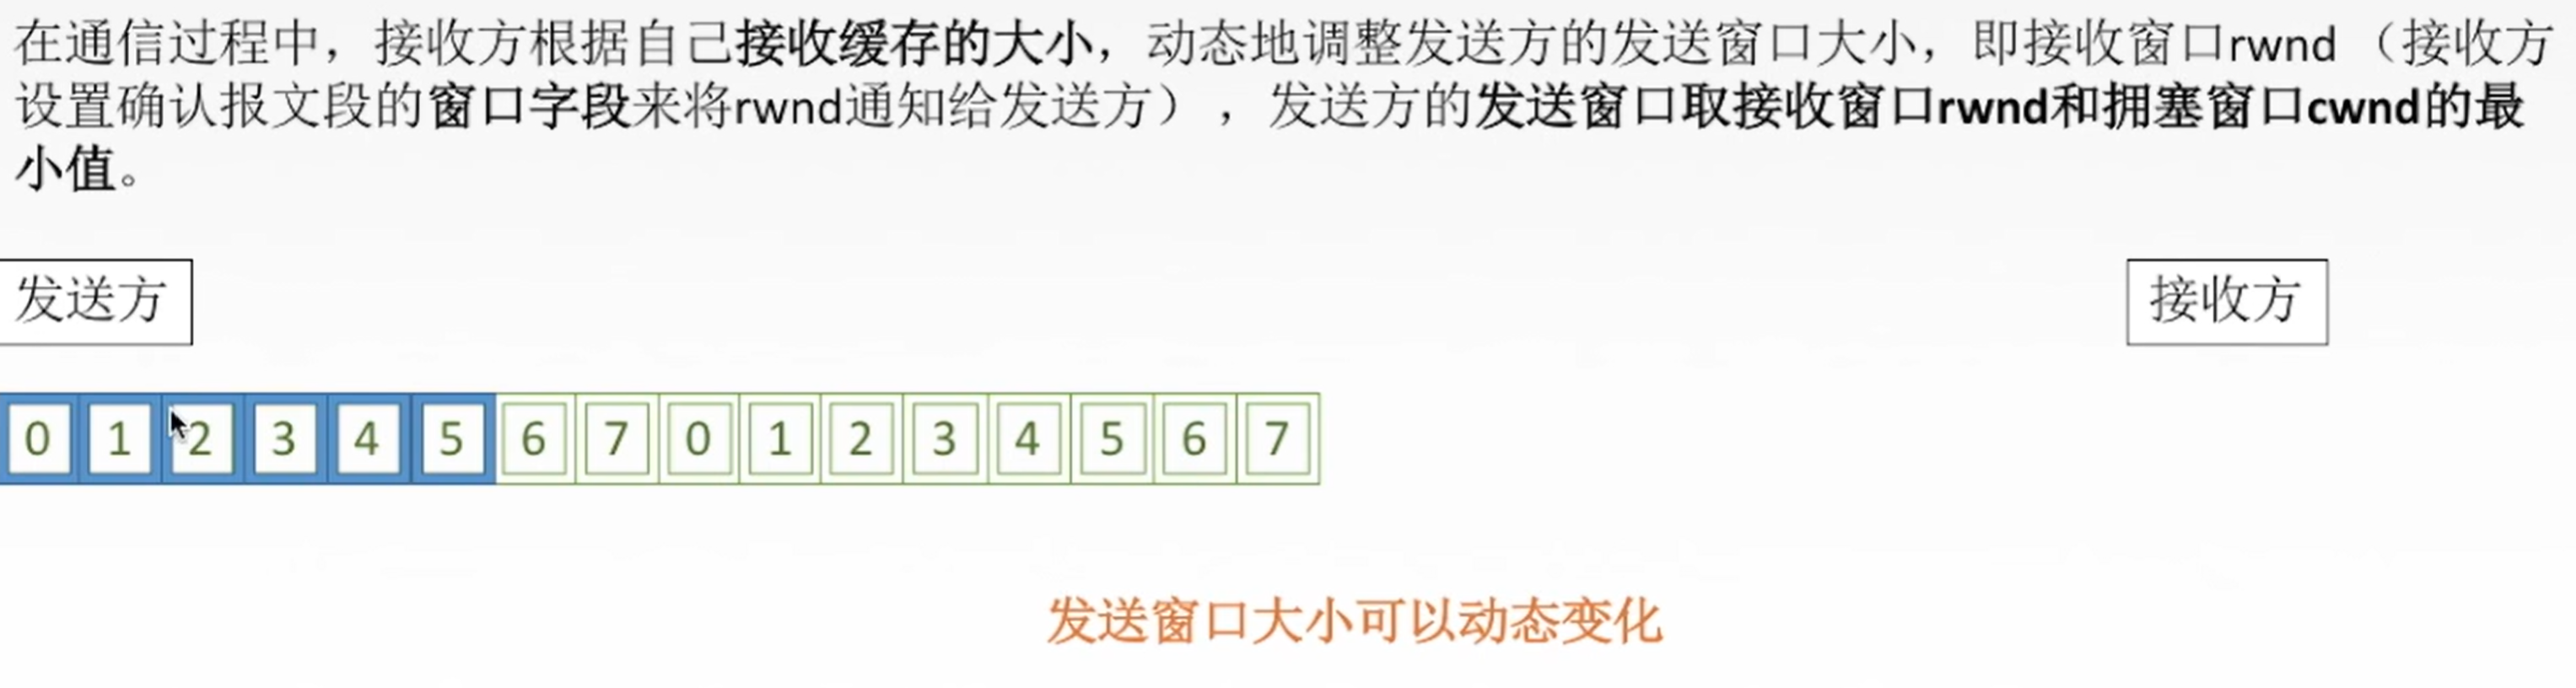 在通信过程中，接收方根据自己接收缓存的大小，动态地调整发送方的发送窗口大小，即接收窗口rwnd（接收方
设置确认报文段的窗口字段来将rwnd通知给发送方），发送方的发送窗口取接收窗口rwnd和拥塞窗口cwnd的最
小值。
发送方
接收方
0 1 2 3 4 5 6 7 0 1 2 3 4 5 6 7
发送窗口大小可以动态变化